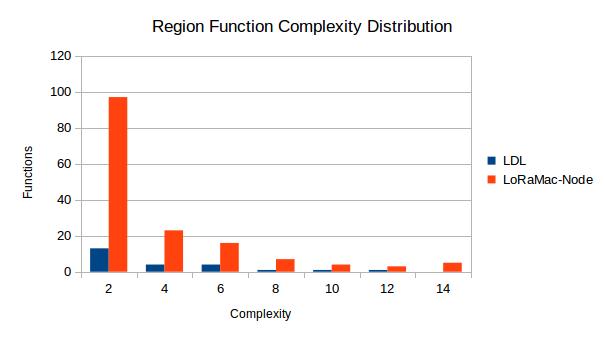 Region Function Complexity Distribution
120
100
80
60
40
20
0
Functions
2 4 6 8 10 12 14
Complexity
LDL
LoRaMac-Node